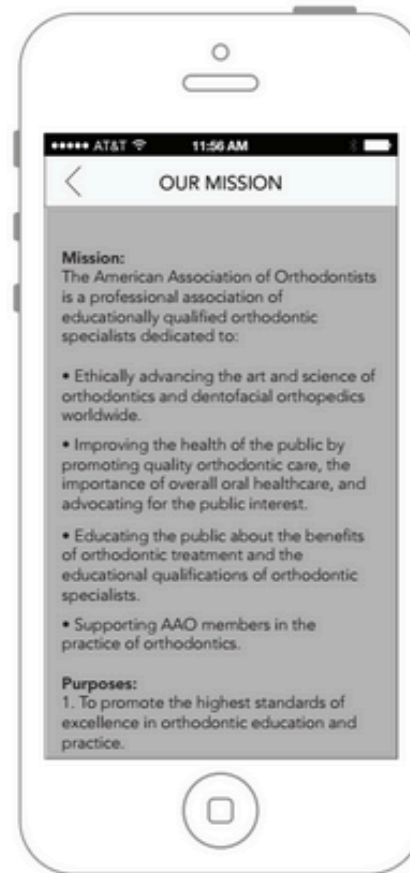 ●●●●● AT&T 11:56 AM
OUR MISSION
Mission:
The American Association of Orthodontists
is a professional association of
educationally qualified orthodontic
specialists dedicated to:
• Ethically advancing the art and science of
orthodontics and dentofacial orthopedics
worldwide.
• Improving the health of the public by
promoting quality orthodontic care, the
importance of overall oral healthcare, and
advocating for the public interest.
• Educating the public about the benefits
of orthodontic treatment and the
educational qualifications of orthodontic
specialists.
• Supporting AAO members in the
practice of orthodontics.
Purposes:
1. To promote the highest standards of
excellence in orthodontic education and
practice.